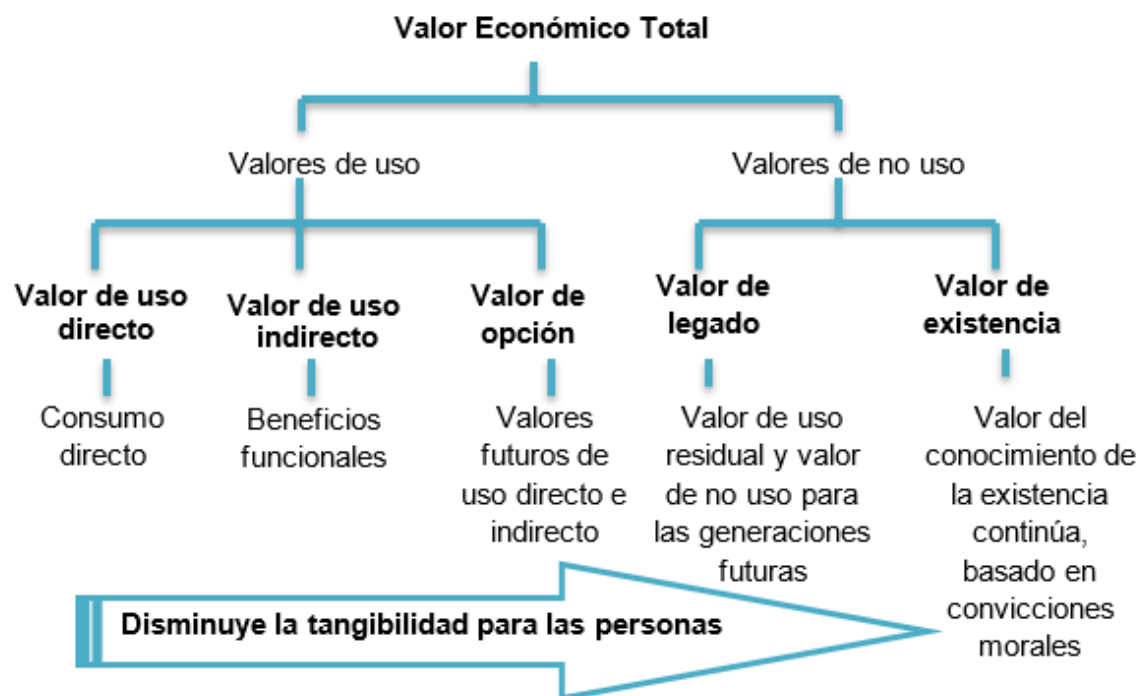 Valor Económico Total
Valores de uso
Valores de no uso
Valor de uso
directo
Valor de uso
indirecto
Valor de
opción
Valor de
legado
Valor de
existencia
Consumo
directo
Beneficios
funcionales
Valores
futuros de
uso directo e
indirecto
Valor de uso
residual y valor
de no uso para
las generaciones
futuras
Valor del
conocimiento de
la existencia
continúa,
basado en
convicciones
morales
Disminuye la tangibilidad para las personas